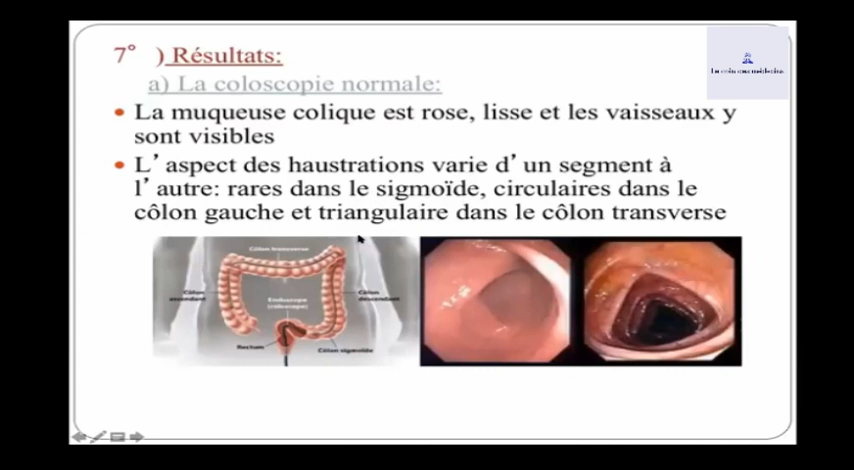 7° ) Résultats:
a) La coloscopie normale:
• La muqueuse colique est rose, lisse et les vaisseaux y
sont visibles
• L’ aspect des haustrations varie d’ un segment à
l’ autre: rares dans le sigmoïde, circulaires dans le
côlon gauche et triangulaire dans le côlon transverse
Côlon transverse
Côlon
ascendant
Endoscope
(coloscope)
Côlon
descendant
Rectum
Côlon sigmoïde